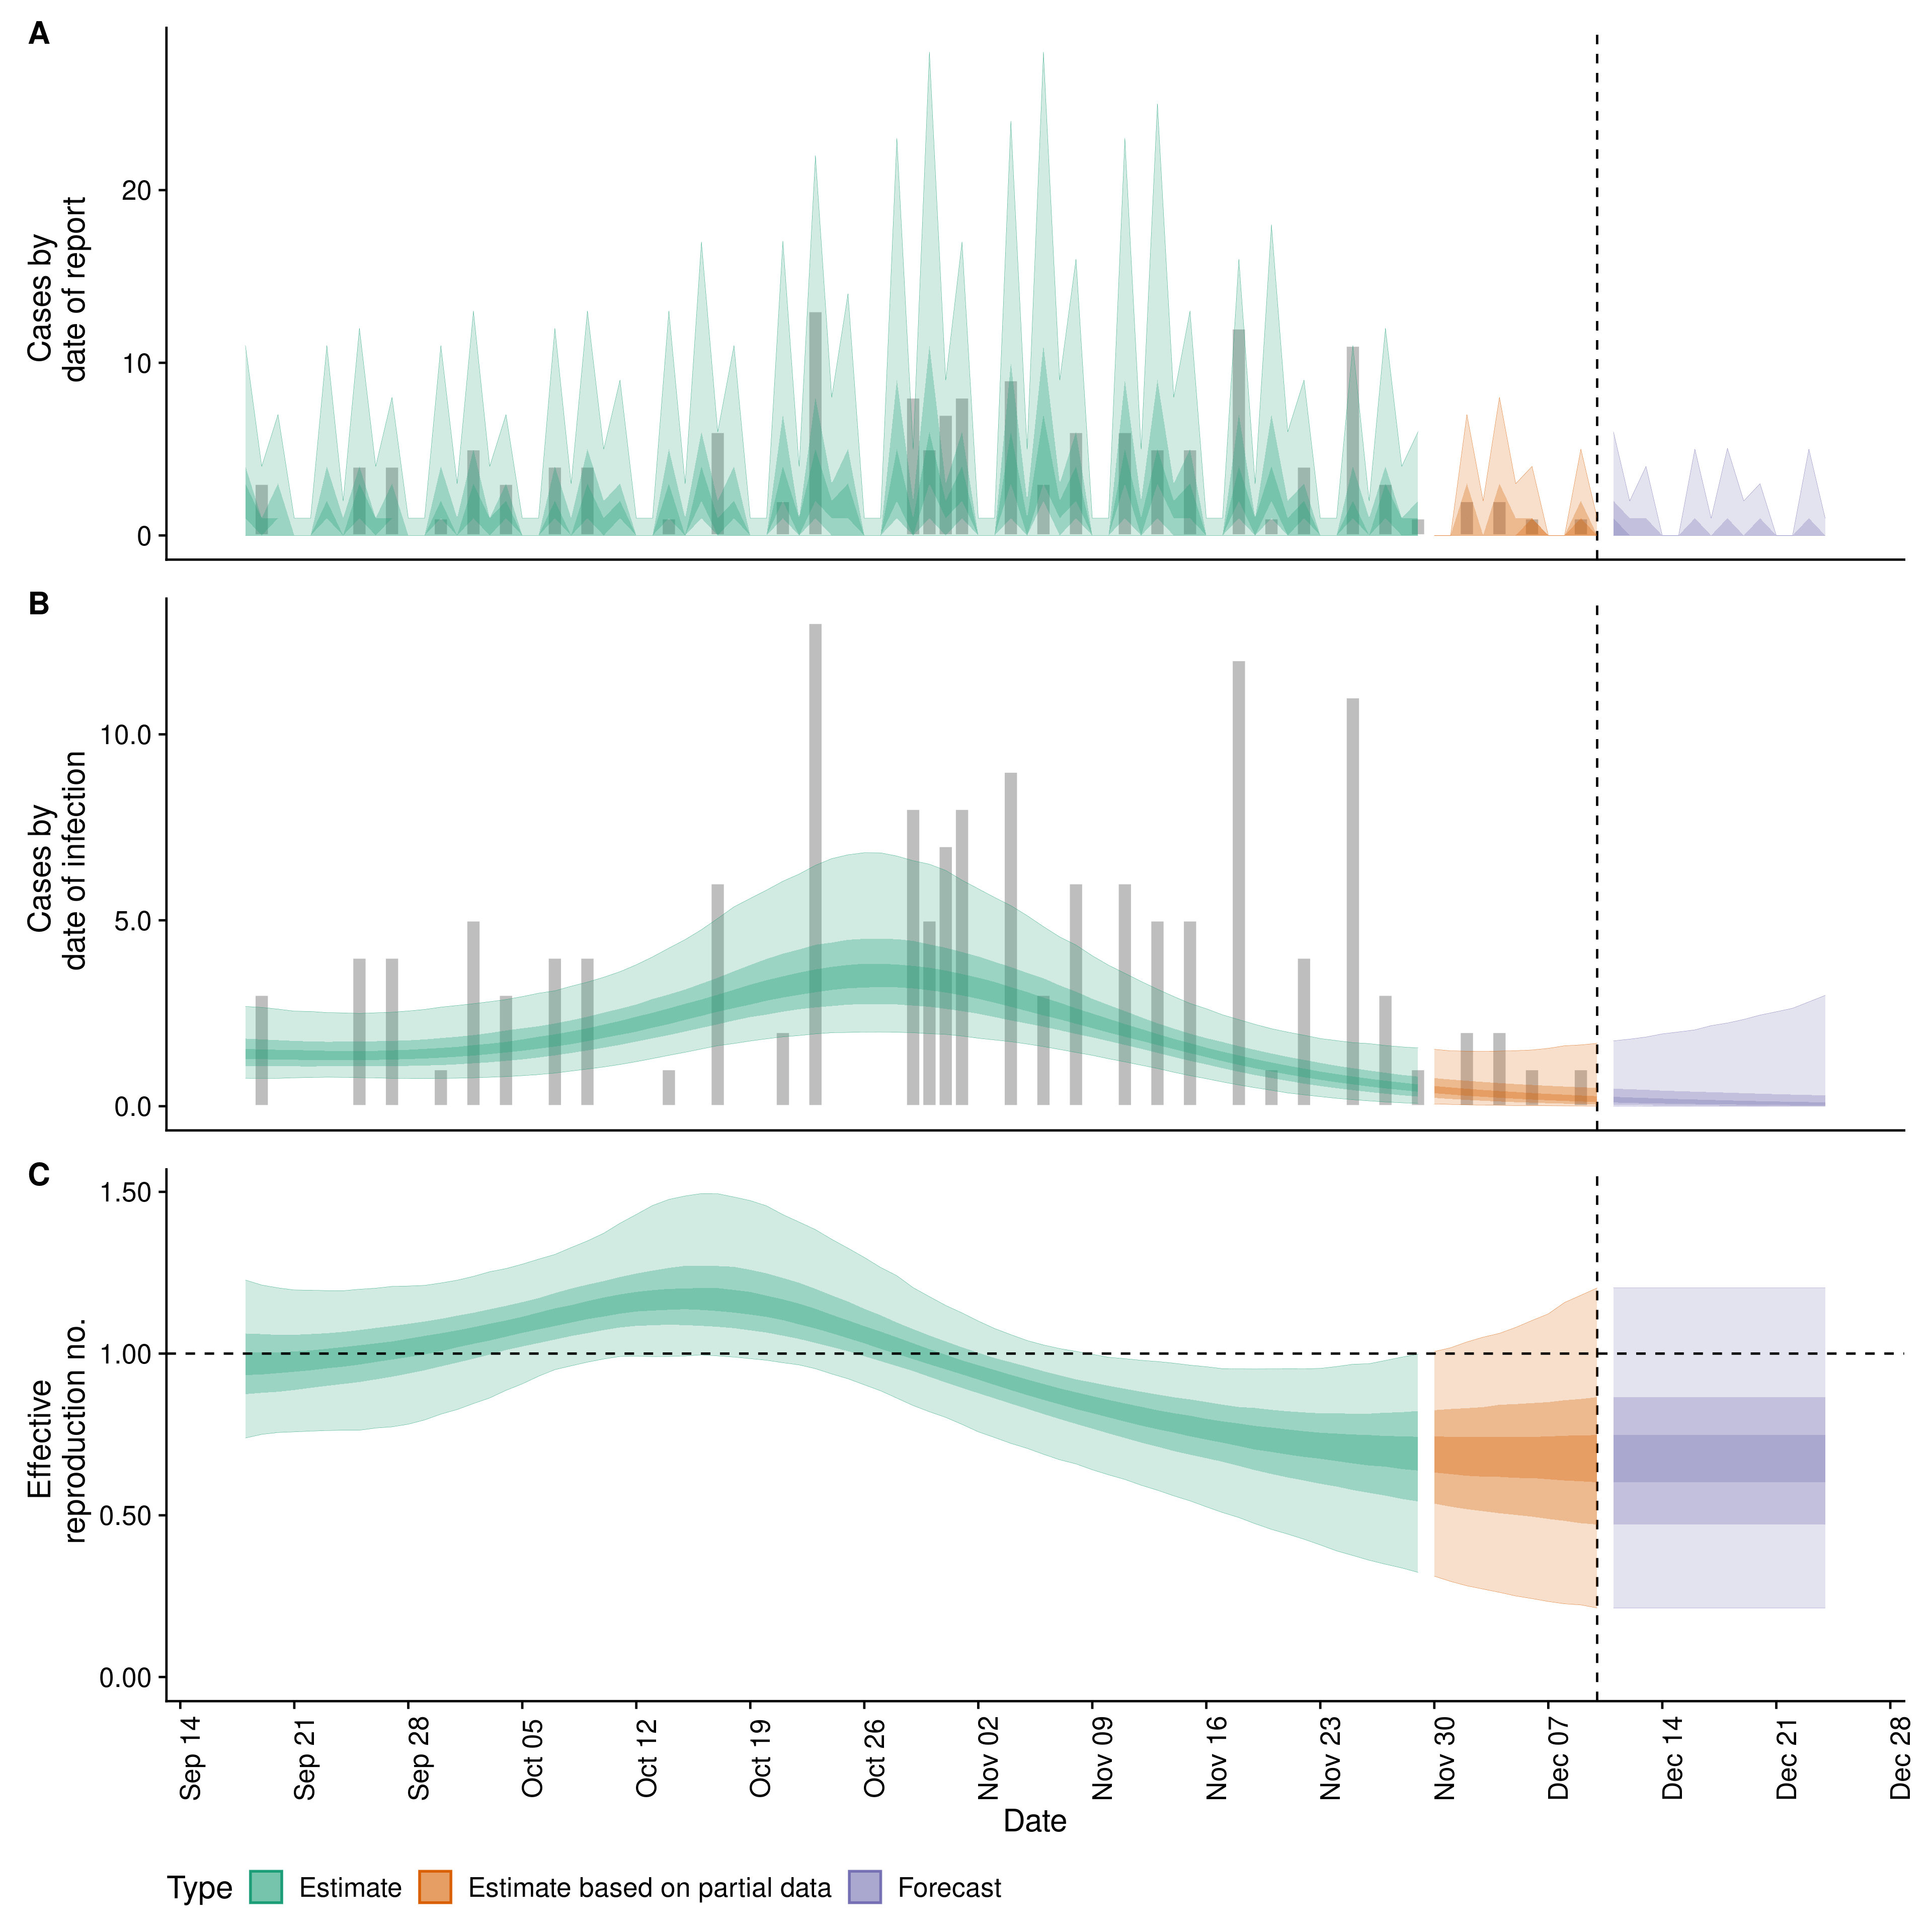 A
Cases by
date of report
20
10
0
B
Cases by
date of infection
10.0
5.0
0.0
C
Effective
reproduction no.
1.50
1.00
0.50
0.00
Sep 14
Sep 21
Sep 28
Oct 05
Oct 12
Oct 19
Oct 26
Nov 02
Nov 09
Nov 16
Nov 23
Nov 30
Dec 07
Dec 14
Dec 21
Dec 28
Date
Type Estimate Estimate based on partial data Forecast